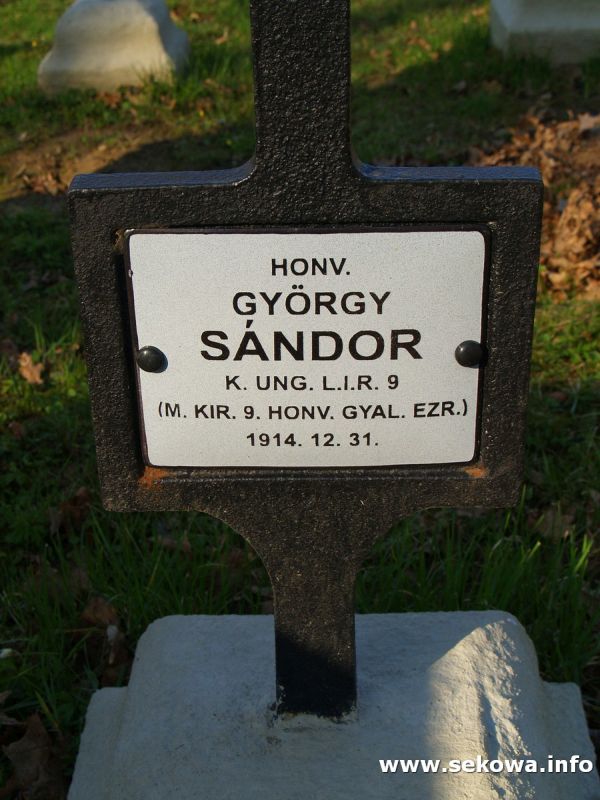 HONV.
GYÖRGY
SÁNDOR
K. UNG. L.I.R. 9
(M. KIR. 9. HONV. GYAL. EZR.)
1914. 12. 31.
www.sekowa.info